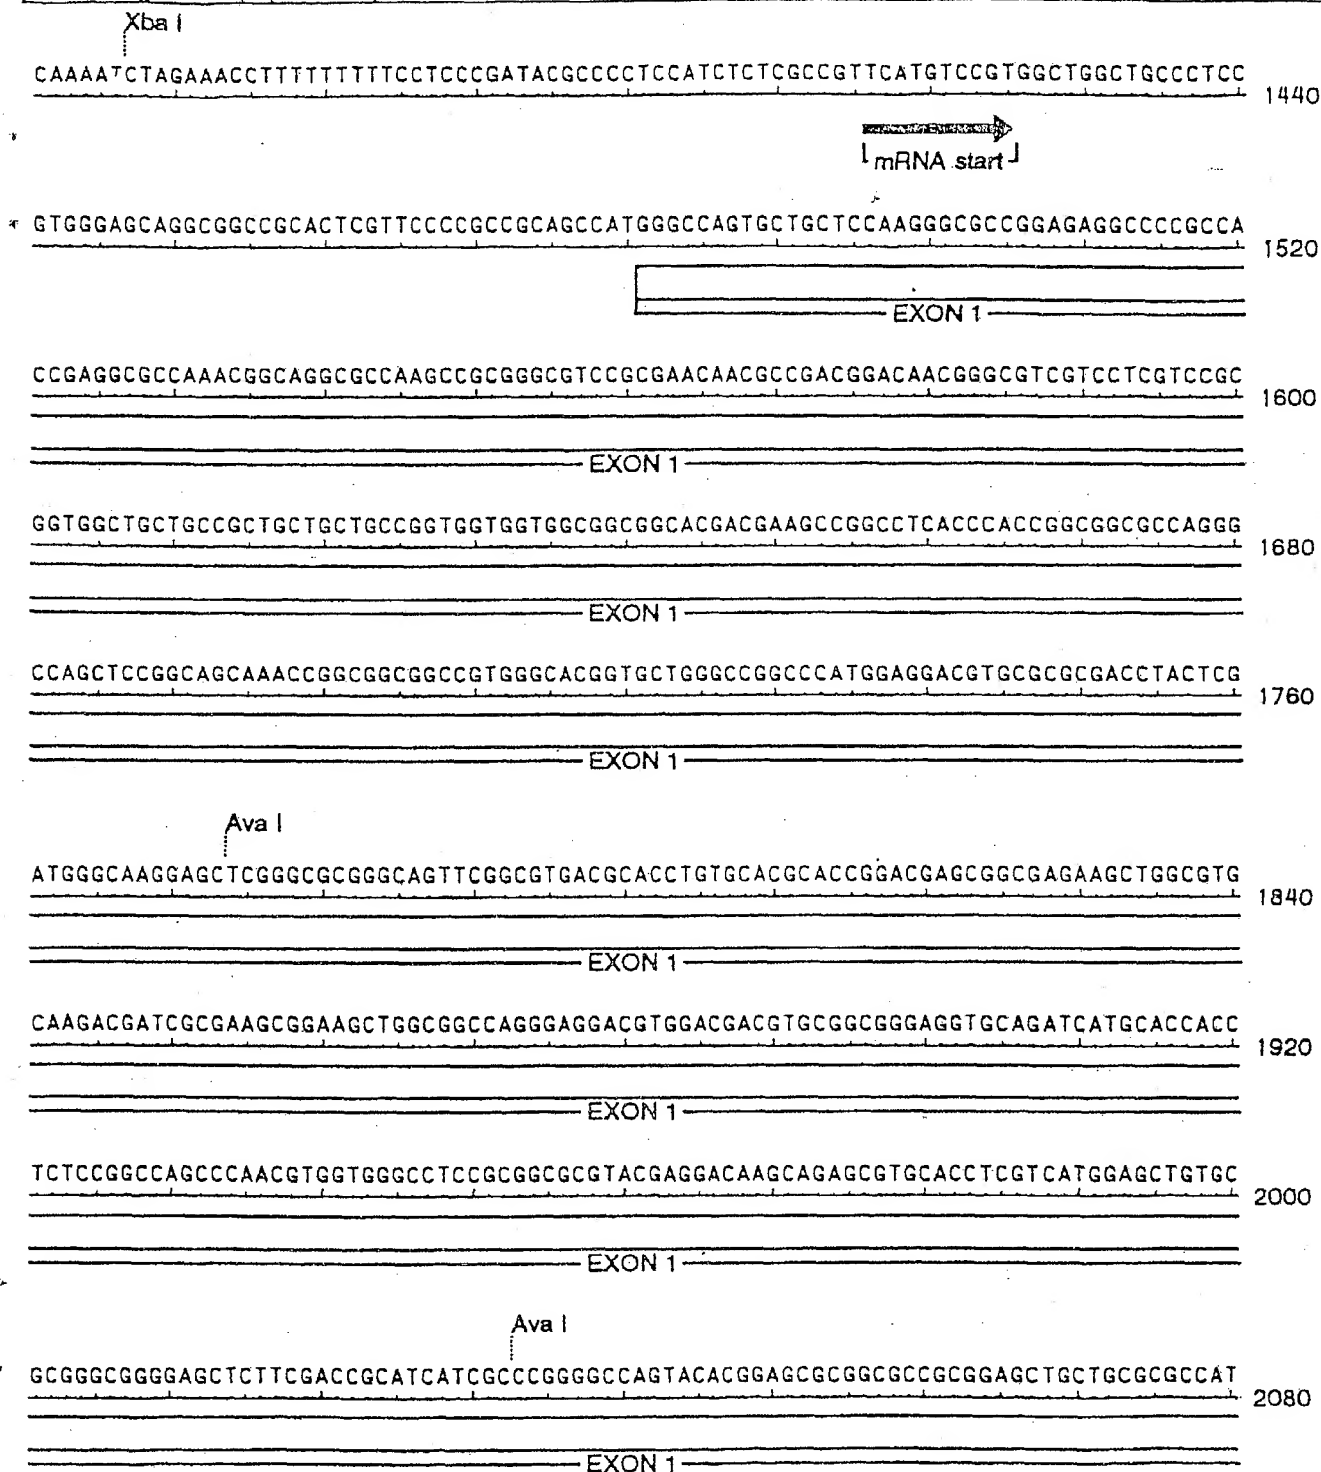 Xba I
CAAAATCTAGAAACCTTTTTTTTTCCTCCCGATACGCCCCTCCATCTCTCGCCGTTCATGTCCGTGGCTGGCTGCCCTCC 1440
mRNA start
GTGGGAGCAGGCGGCCGCACTCGTTCCCCGCCGCAGCCATGGGCCAGTGCTGCTCCAAGGGCGCCGGAGAGGCCCCGCCA 1520
EXON 1
CCGAGGCGCCAAACGGCAGGCGCCAAGCCGCGGGCGTCCGCGAACAACGCCGACGGACAACGGGCGTCGTCCTCGTCCGC 1600
EXON 1
GGTGGCTGCTGCCGCTGCTGCTGCCGGTGGTGGTGGCGGCGGCACGACGAAGCCGGCCTCACCCACCGGCGGCGCCAGGG 1680
EXON 1
CCAGCTCCGGCAGCAAACCGGCGGCGGCCGTGGGCACGGTGCTGGGCCGGCCCATGGAGGACGTGCGCGCGACCTACTCG 1760
EXON 1
Ava I
ATGGGCAAGGAGCTCGGGCGCGGGCAGTTCGGCGTGACGCACCTGTGCACGCACCGGACGAGCGGCGAGAAGCTGGCGTG 1840
EXON 1
CAAGACGATCGCGAAGCGGAAGCTGGCGGCCAGGGAGGACGTGGACGACGTGCGGCGGGAGGTGCAGATCATGCACCACC 1920
EXON 1
TCTCCGGCCAGCCCAACGTGGTGGGCCTCCGCGGCGCGTACGAGGACAAGCAGAGCGTGCACCTCGTCATGGAGCTGTGC 2000
EXON 1
Ava I
GCGGGCGGGGAGCTCTTCGACCGCATCATCGCCCGGGGCCAGTACACGGAGCGCGGCGCCGCGGAGCTGCTGCGCGCCAT 2080
EXON 1